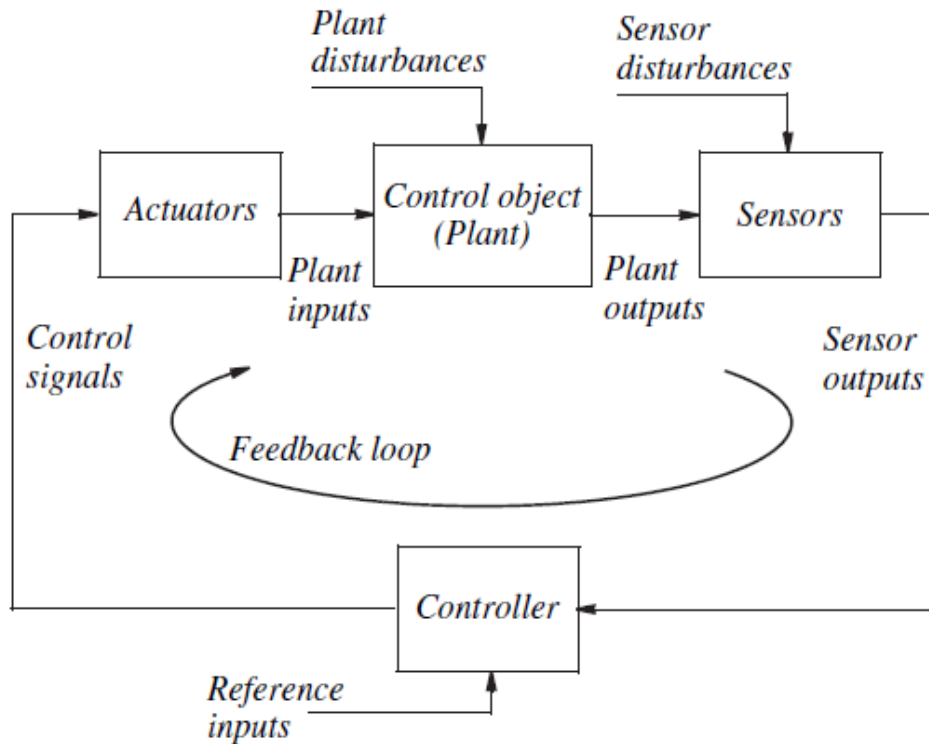 Plant
disturbances
Sensor
disturbances
Actuators
Control object
(Plant)
Sensors
Plant
inputs
Plant
outputs
Control
signals
Sensor
outputs
Feedback loop
Controller
Reference
inputs